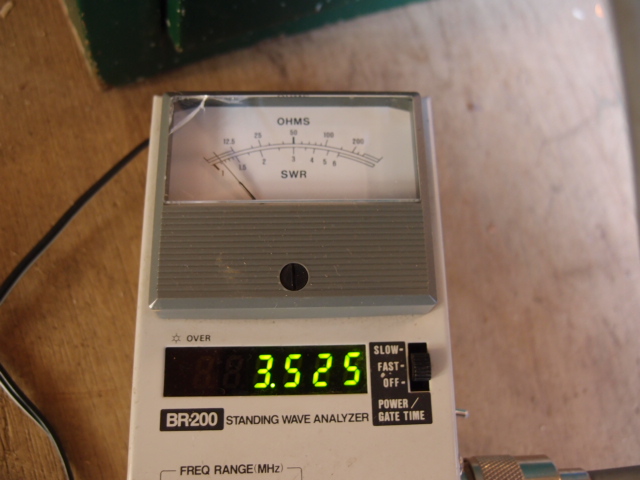 OHMS
12.5 25 50 100 200
1.5 2 3 4 5 6
SWR
OVER
3.525
SLOW-
FAST-
OFF-
POWER /
GATE TIME
BR-200 STANDING WAVE ANALYZER
FREQ RANGE(MHz)